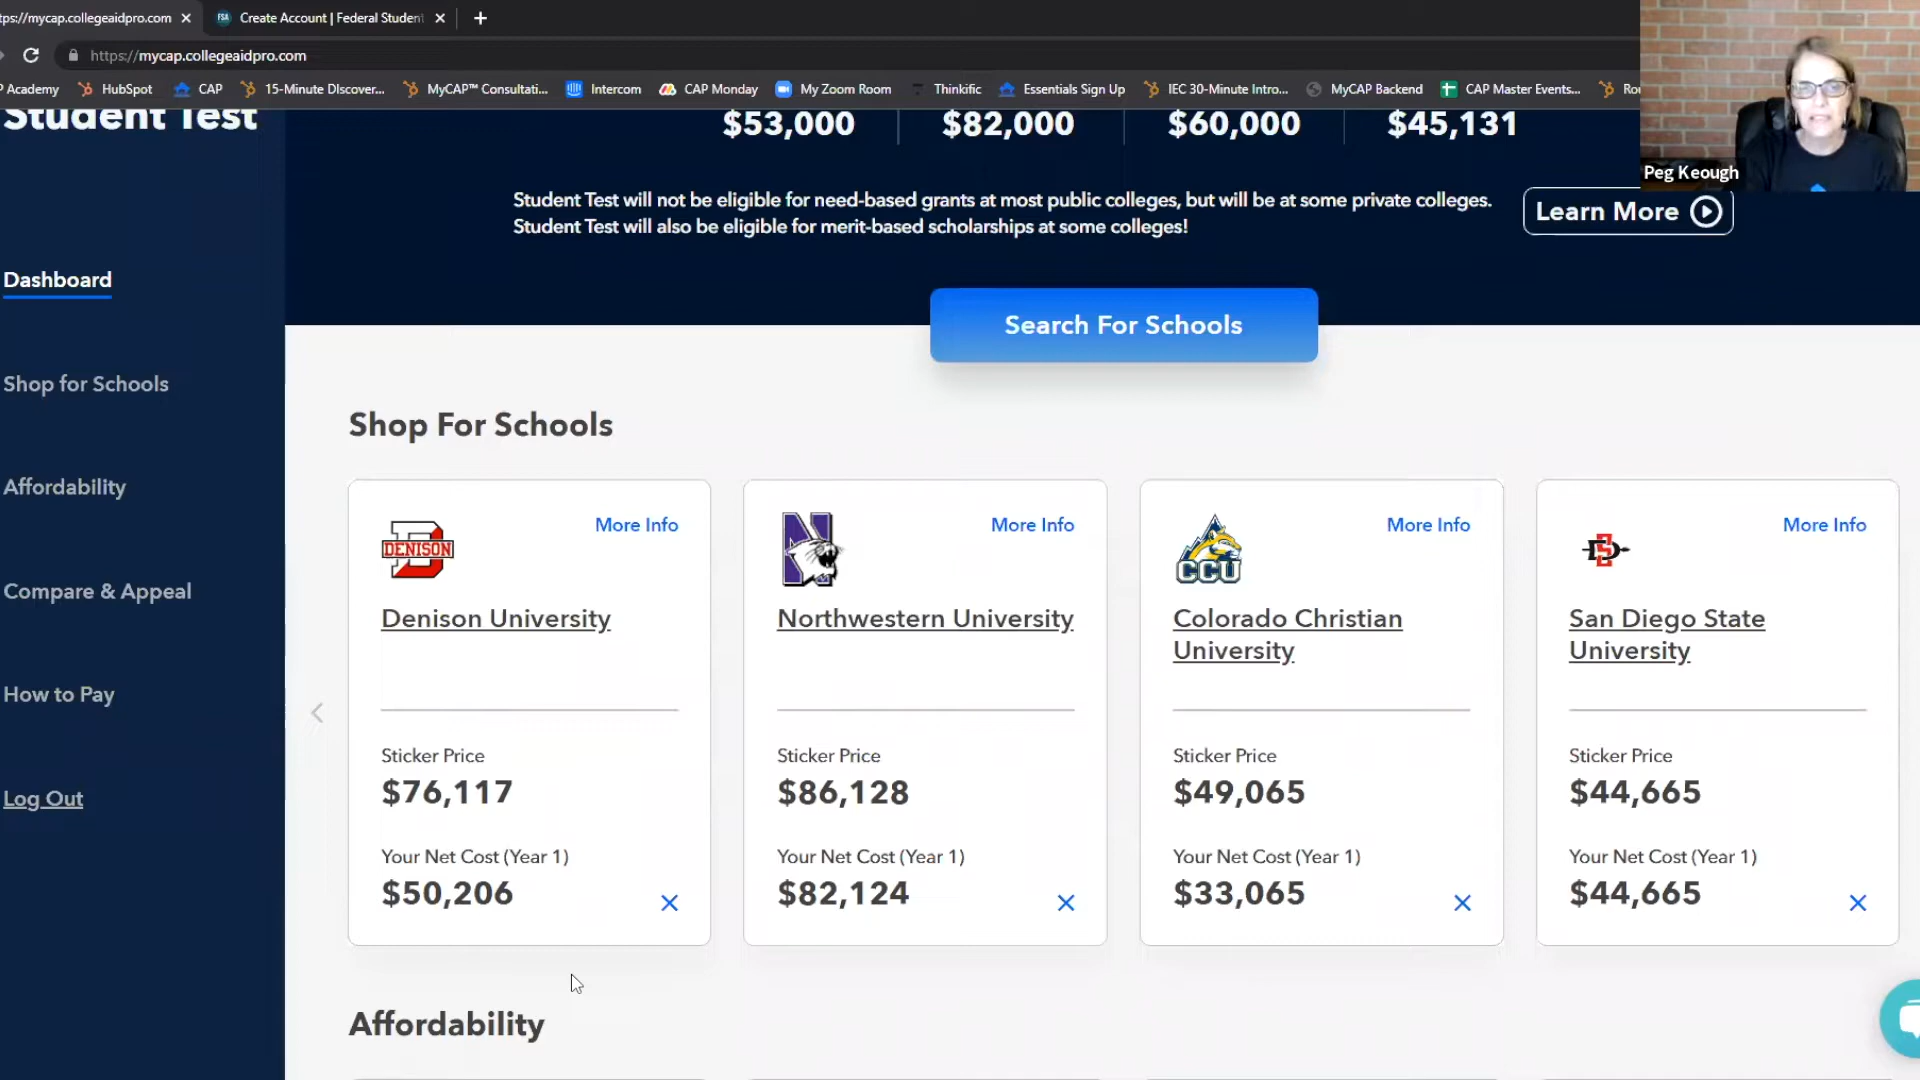 ps://mycap.collegeaidpro.com
FSA Create Account | Federal Student
https://mycap.collegeaidpro.com
P Academy HubSpot CAP 15-Minute DIscover... MyCAP™ Consultati... Intercom CAP Monday My Zoom Room Thinkific Essentials Sign Up IEC 30-Minute Intro... MyCAP Backend CAP Master Events... Rou
Student Test
$53,000 $82,000 $60,000 $45,131
Peg Keough
Student Test will not be eligible for need-based grants at most public colleges, but will be at some private colleges.
Student Test will also be eligible for merit-based scholarships at some colleges!
Learn More
Dashboard
Shop for Schools
Affordability
Compare & Appeal
How to Pay
Log Out
Search For Schools
Shop For Schools
More Info
DENISON
Denison University
Sticker Price
$76,117
Your Net Cost (Year 1)
$50,206
More Info
N
Northwestern University
Sticker Price
$86,128
Your Net Cost (Year 1)
$82,124
More Info
CCU
Colorado Christian
University
Sticker Price
$49,065
Your Net Cost (Year 1)
$33,065
More Info
SD
San Diego State
University
Sticker Price
$44,665
Your Net Cost (Year 1)
$44,665
Affordability